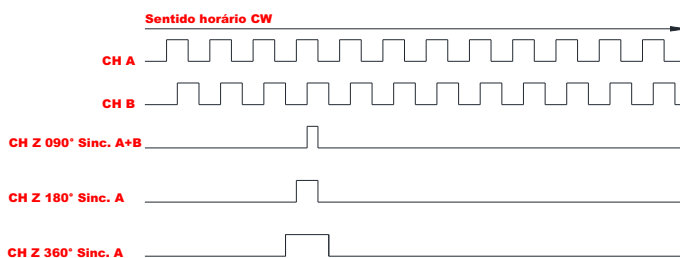 Sentido horário CW
CH A
CH B
CH Z 090° Sinc. A+B
CH Z 180° Sinc. A
CH Z 360° Sinc. A